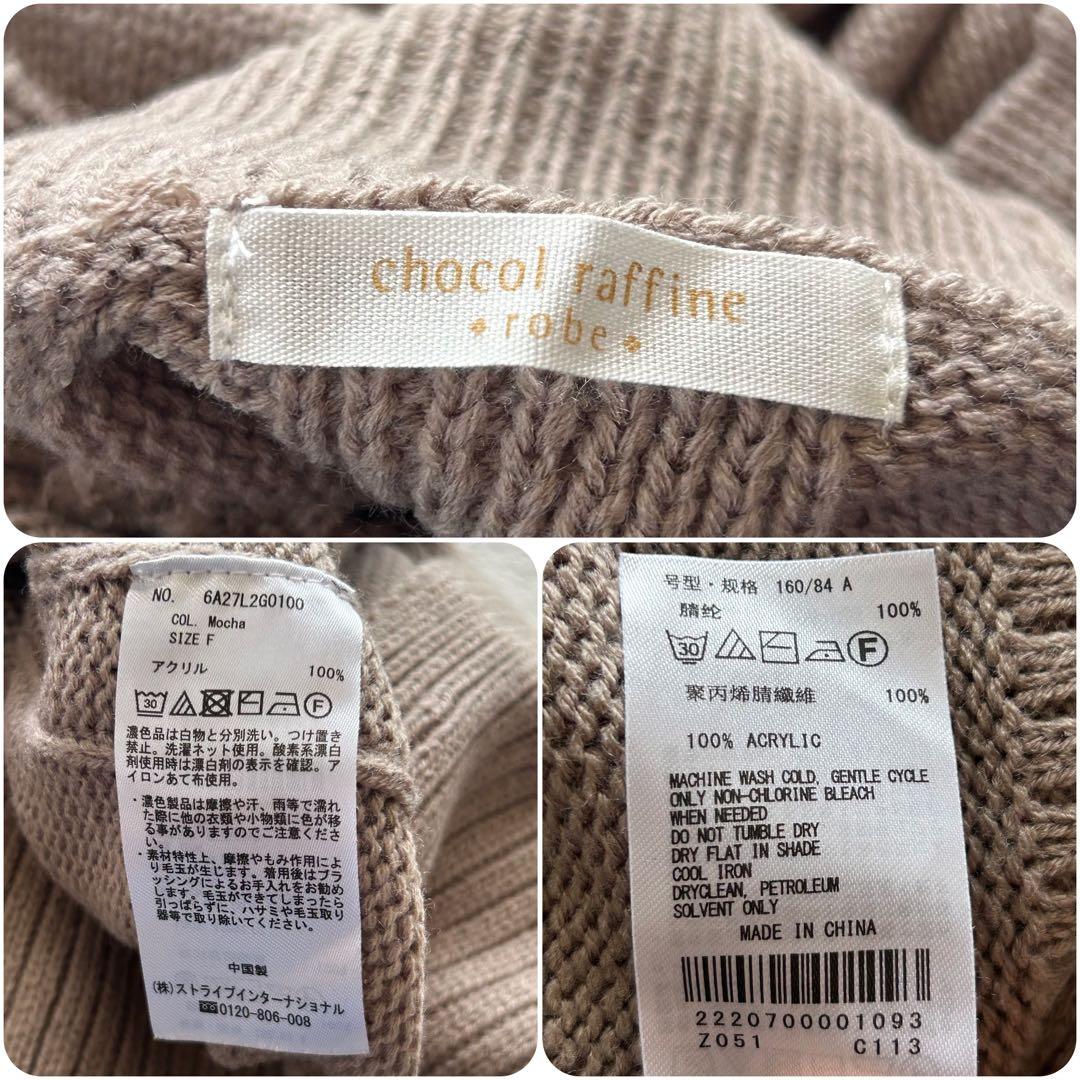 chocol raffine
robe
NO. 6A27L2G0100
COL. Mocha
SIZE F
アクリル 100%
30 F
濃色品は白物と分別洗い。つけ置き
禁止。洗濯ネット使用。酸素系漂白
剤使用時は漂白剤の表示を確認。ア
イロンあて布使用。
・濃色製品は摩擦や汗、雨等で濡れ
た際に他の衣類や小物類に色が移
る事がありますのでご注意くださ
い。
・素材特性上、摩擦やもみ作用によ
り毛玉が生じます。着用後はブラ
ッシングによるお手入れをお勧め
します。毛玉ができてしまったら
引っぱらずに、ハサミや毛玉取り
器等で取り除いてください。
中国製
(株)ストライプインターナショナル
0120-806-008
号型・规格 160/84 A
腈纶 100%
30 F
聚丙烯腈纖維 100%
100% ACRYLIC
MACHINE WASH COLD, GENTLE CYCLE
ONLY NON-CHLORINE BLEACH
WHEN NEEDED
DO NOT TUMBLE DRY
DRY FLAT IN SHADE
COOL IRON
DRYCLEAN, PETROLEUM
SOLVENT ONLY
MADE IN CHINA
2220700001093
Z051 C113